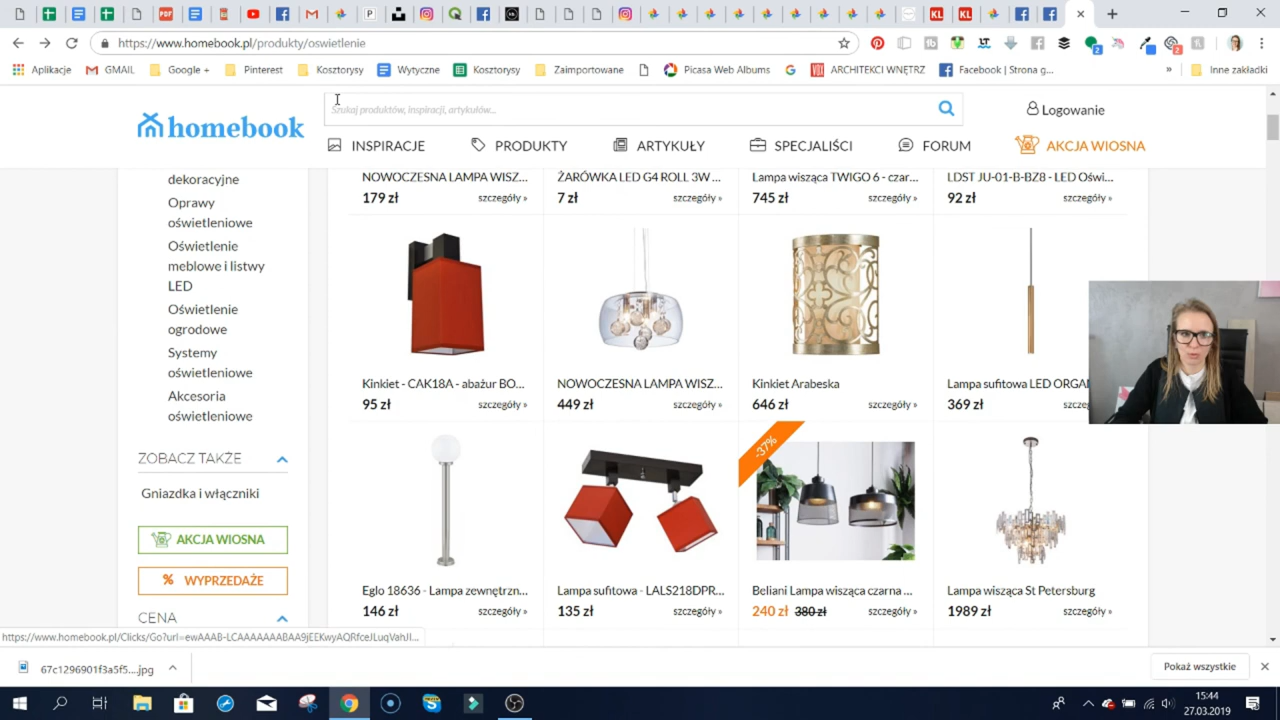 https://www.homebook.pl/produkty/oswietlenie
Aplikacje
GMAIL
Google +
Pinterest
Kosztorysy
Wytyczne
Kosztorysy
Zaimportowane
Picasa Web Albums
ARCHITEKCI WNĘTRZ
Facebook | Strona g...
»
Inne zakładki
homebook
Szukaj produktów, inspiracji, artykułów...
Logowanie
INSPIRACJE
PRODUKTY
ARTYKUŁY
SPECJALIŚCI
FORUM
AKCJA WIOSNA
dekoracyjne
Oprawy
oświetleniowe
Oświetlenie
meblowe i listwy
LED
Oświetlenie
ogrodowe
Systemy
oświetleniowe
Akcesoria
oświetleniowe
ZOBACZ TAKŻE
Gniazdka i włączniki
AKCJA WIOSNA
% WYPRZEDAŻE
CENA
NOWOCZESNA LAMPA WISZ...
179 zł
szczegóły »
ŻARÓWKA LED G4 ROLL 3W ...
7 zł
szczegóły »
Lampa wisząca TWIGO 6 - czar...
745 zł
szczegóły »
LDST JU-01-B-BZ8 - LED Oświ...
92 zł
szczegóły »
Kinkiet - CAK18A - abażur BO...
95 zł
szczegóły »
NOWOCZESNA LAMPA WISZ...
449 zł
szczegóły »
Kinkiet Arabeska
646 zł
szczegóły »
Lampa sufitowa LED ORGA
369 zł
szczeg
Eglo 18636 - Lampa zewnętrzn...
146 zł
szczegóły »
Lampa sufitowa - LALS218DPR...
135 zł
szczegóły »
-37%
Beliani Lampa wisząca czarna ...
240 zł 380 zł
szczegóły »
Lampa wisząca St Petersburg
1989 zł
szczegóły »
67c1296901f3a5f5....jpg
Pokaż wszystkie
15:44
27.03.2019